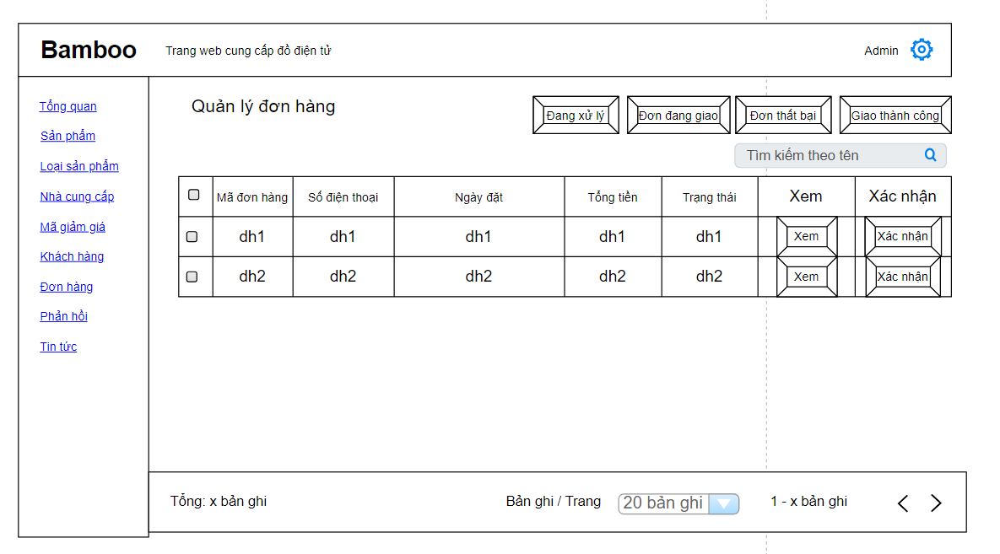 Bamboo Trang web cung cấp đồ điện tử Admin
Tổng quan
Sản phẩm
Loại sản phẩm
Nhà cung cấp
Mã giảm giá
Khách hàng
Đơn hàng
Phản hồi
Tin tức
Quản lý đơn hàng
Đang xử lý Đơn đang giao Đơn thất bại Giao thành công
Tìm kiếm theo tên
Mã đơn hàng Số điện thoại Ngày đặt Tổng tiền Trạng thái Xem Xác nhận
dh1 dh1 dh1 dh1 dh1 Xem Xác nhận
dh2 dh2 dh2 dh2 dh2 Xem Xác nhận
Tổng: x bản ghi Bản ghi / Trang 20 bản ghi 1 - x bản ghi